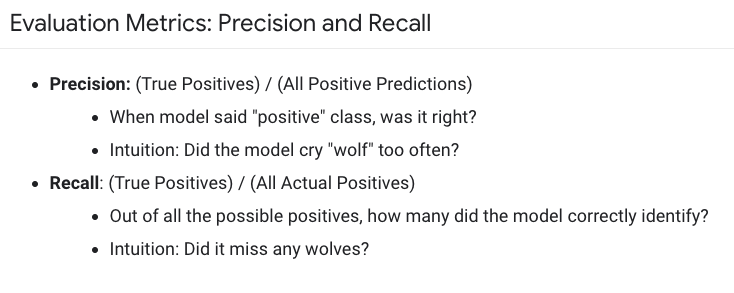 Evaluation Metrics: Precision and Recall
Precision: (True Positives) / (All Positive Predictions)
When model said "positive" class, was it right?
Intuition: Did the model cry "wolf" too often?
Recall: (True Positives) / (All Actual Positives)
Out of all the possible positives, how many did the model correctly identify?
Intuition: Did it miss any wolves?